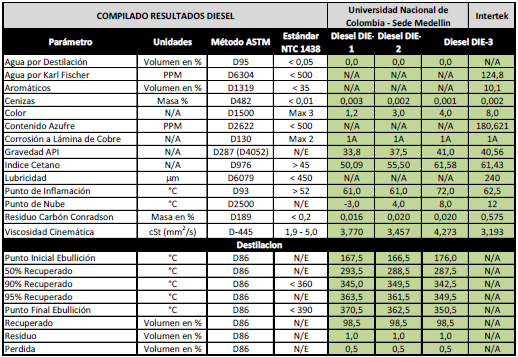 COMPILADO RESULTADOS DIESEL Universidad Nacional de Colombia - Sede Medellin Intertek
Parámetro Unidades Método ASTM Estándar NTC 1438 Diesel DIE-1 Diesel DIE-2 Diesel DIE-3
Agua por Destilación Volumen en % D95 < 0,05 0,0 0,0 0,0 N/A
Agua por Karl Fischer PPM D6304 < 500 N/A N/A N/A 124,8
Aromáticos Volumen en % D1319 < 35 N/A N/A N/A 10,1
Cenizas Masa % D482 < 0,01 0,003 0,002 0,001 0,002
Color N/A D1500 Max 3 1,2 3,0 4,0 8,0
Contenido Azufre PPM D2622 < 500 N/A N/A N/A 180,621
Corrosión a Lámina de Cobre N/A D130 Max 2 1A 1A 1A 1A
Gravedad API N/A D287 (D4052) N/E 33,8 37,5 41,0 40,56
Indice Cetano N/A D976 > 45 50,09 55,50 61,58 61,43
Lubricidad µm D6079 < 450 N/A N/A N/A 240
Punto de Inflamación °C D93 > 52 61,0 61,0 72,0 62,5
Punto de Nube °C D2500 N/E -3,0 4,0 8,0 12
Residuo Carbón Conradson Masa en % D189 < 0,2 0,016 0,020 0,020 0,575
Viscosidad Cinemática cSt (mm²/s) D-445 1,9 - 5,0 3,770 3,457 4,273 3,193
Destilacion
Punto Inicial Ebullición °C D86 N/E 167,5 166,5 176,0 N/A
50% Recuperado °C D86 N/E 293,5 288,5 287,5 N/A
90% Recuperado °C D86 < 360 345,0 349,5 342,5 N/A
95% Recuperado °C D86 N/E 363,5 361,5 349,5 N/A
Punto Final Ebullición °C D86 < 390 370,5 362,5 350,5 N/A
Recuperado Volumen en % D86 N/E 98,5 98,5 98,5 N/A
Residuo Volumen en % D86 N/E 1,0 1,0 1,0 N/A
Perdida Volumen en % D86 N/E 0,5 0,5 0,5 N/A